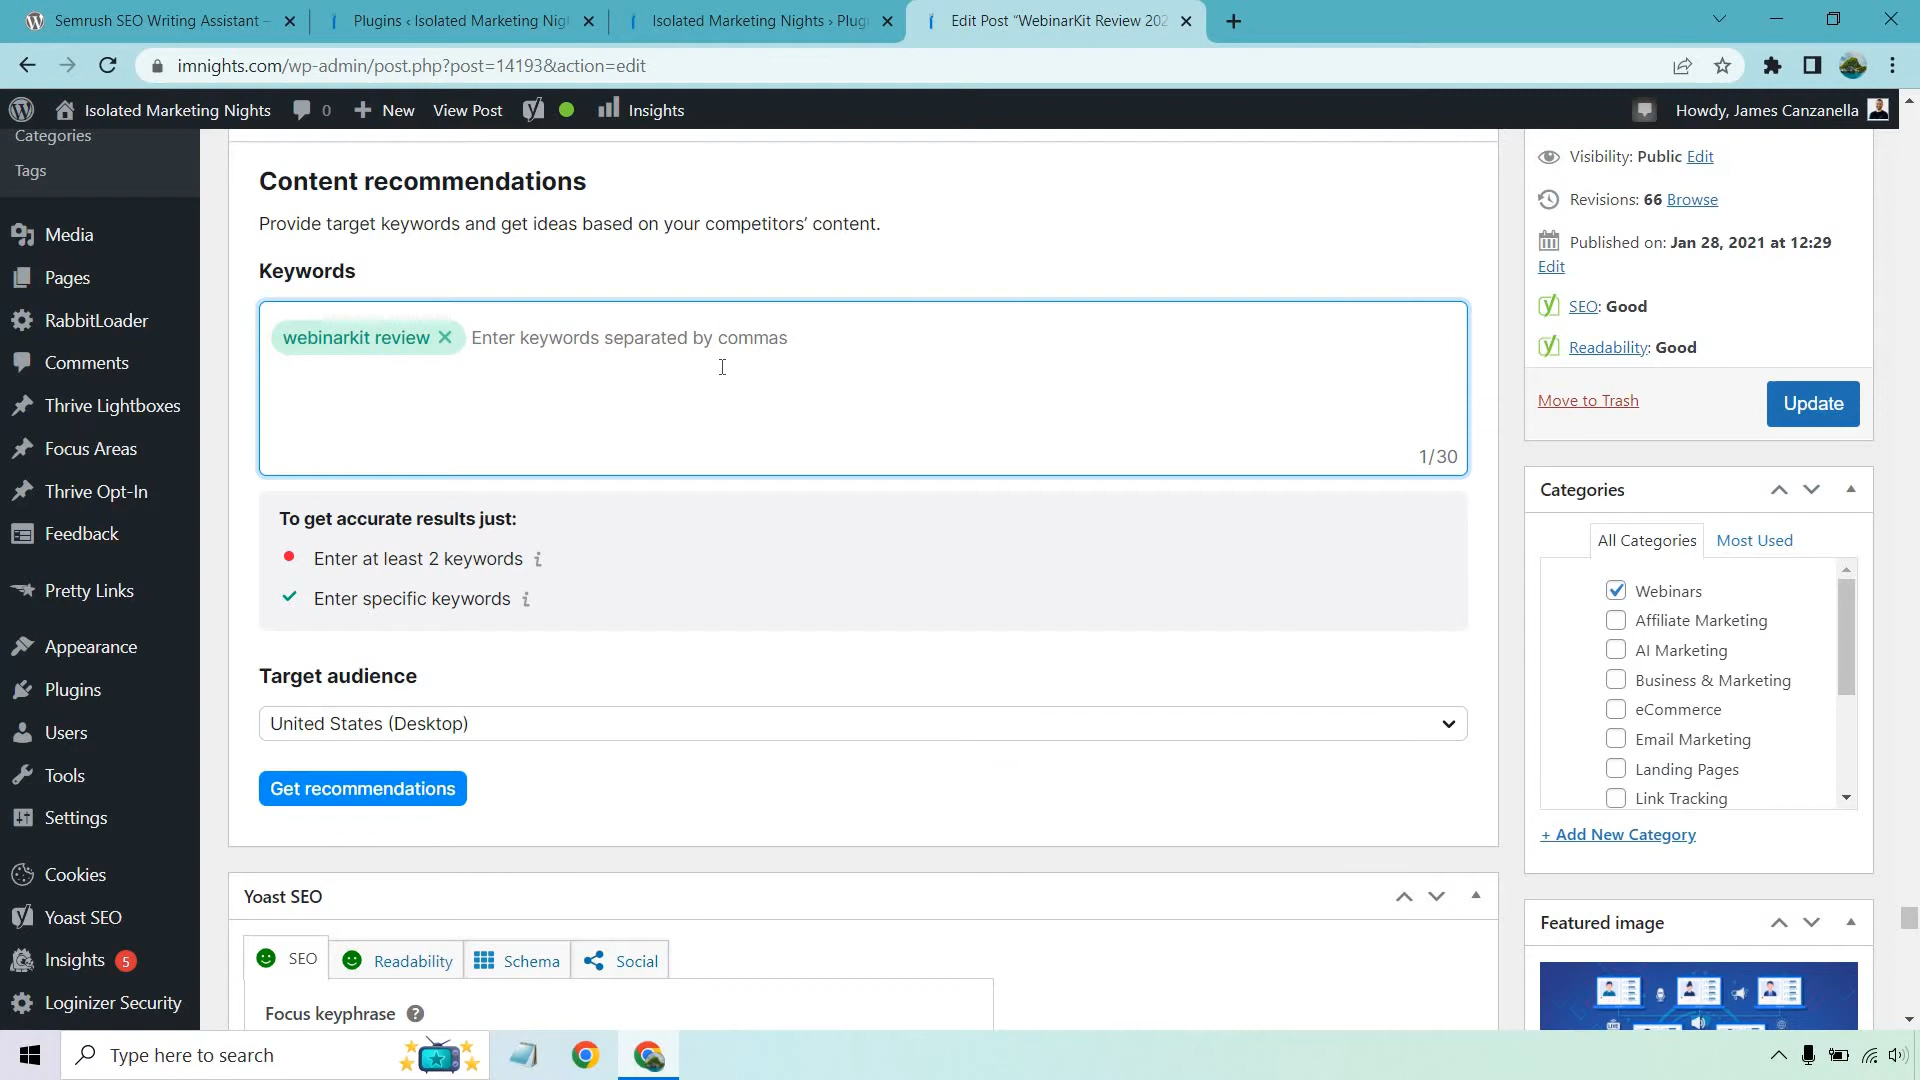 Semrush SEO Writing Assistant –
Plugins ‹ Isolated Marketing Nig
Isolated Marketing Nights › Plug
Edit Post “WebinarKit Review 202
imnights.com/wp-admin/post.php?post=14193&action=edit
Isolated Marketing Nights
0
New
View Post
Insights
Howdy, James Canzanella
Categories
Tags
Media
Pages
RabbitLoader
Comments
Thrive Lightboxes
Focus Areas
Thrive Opt-In
Feedback
Pretty Links
Appearance
Plugins
Users
Tools
Settings
Cookies
Yoast SEO
Insights 5
Loginizer Security
Content recommendations
Provide target keywords and get ideas based on your competitors’ content.
Keywords
webinarkit review
Enter keywords separated by commas
1/30
To get accurate results just:
Enter at least 2 keywords i
Enter specific keywords i
Target audience
United States (Desktop)
Get recommendations
Yoast SEO
SEO
Readability
Schema
Social
Focus keyphrase ?
Visibility: Public Edit
Revisions: 66 Browse
Published on: Jan 28, 2021 at 12:29
Edit
SEO: Good
Readability: Good
Move to Trash
Update
Categories
All Categories
Most Used
Webinars
Affiliate Marketing
AI Marketing
Business & Marketing
eCommerce
Email Marketing
Landing Pages
Link Tracking
+ Add New Category
Featured image
LIVE
Type here to search